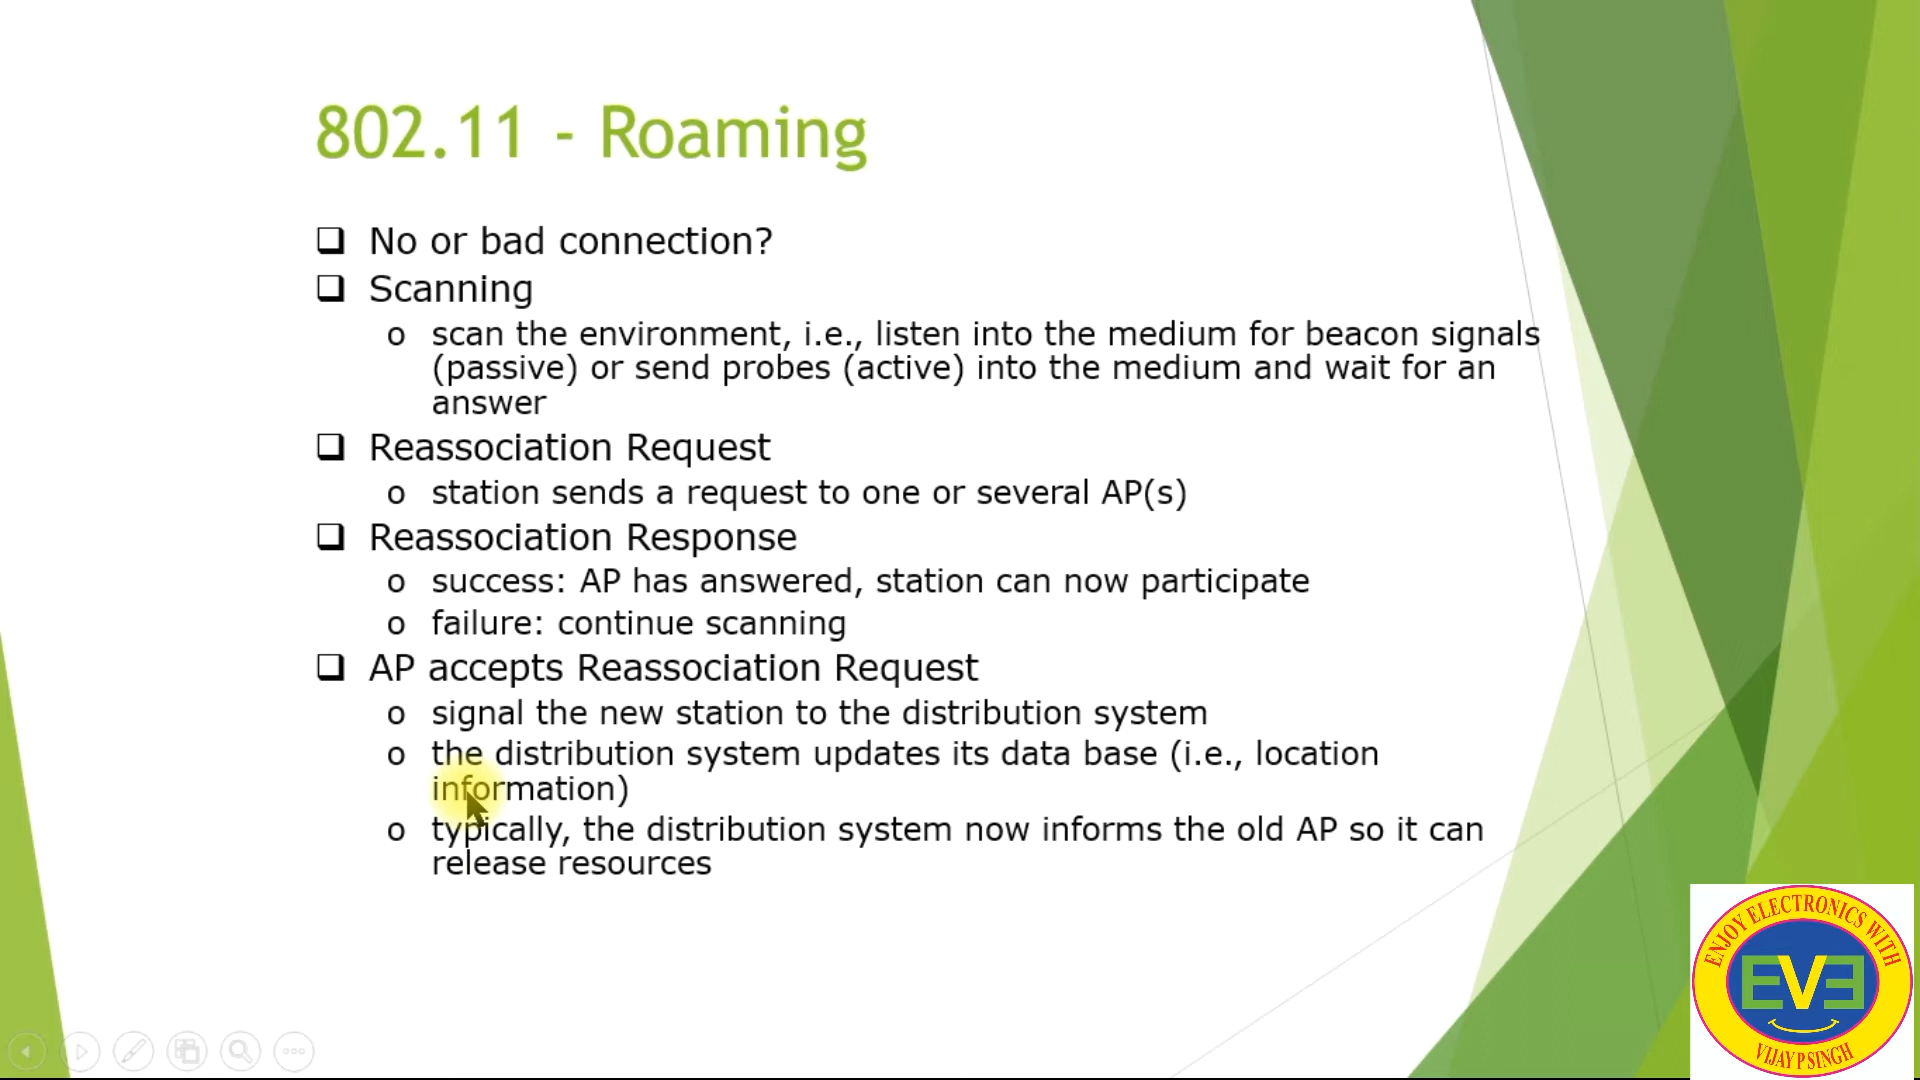 802.11 - Roaming
❑ No or bad connection?
❑ Scanning
o scan the environment, i.e., listen into the medium for beacon signals
(passive) or send probes (active) into the medium and wait for an
answer
❑ Reassociation Request
o station sends a request to one or several AP(s)
❑ Reassociation Response
o success: AP has answered, station can now participate
o failure: continue scanning
❑ AP accepts Reassociation Request
o signal the new station to the distribution system
o the distribution system updates its data base (i.e., location
information)
o typically, the distribution system now informs the old AP so it can
release resources
ENJOY ELECTRONICS WITH
EVE
VIJAY P SINGH